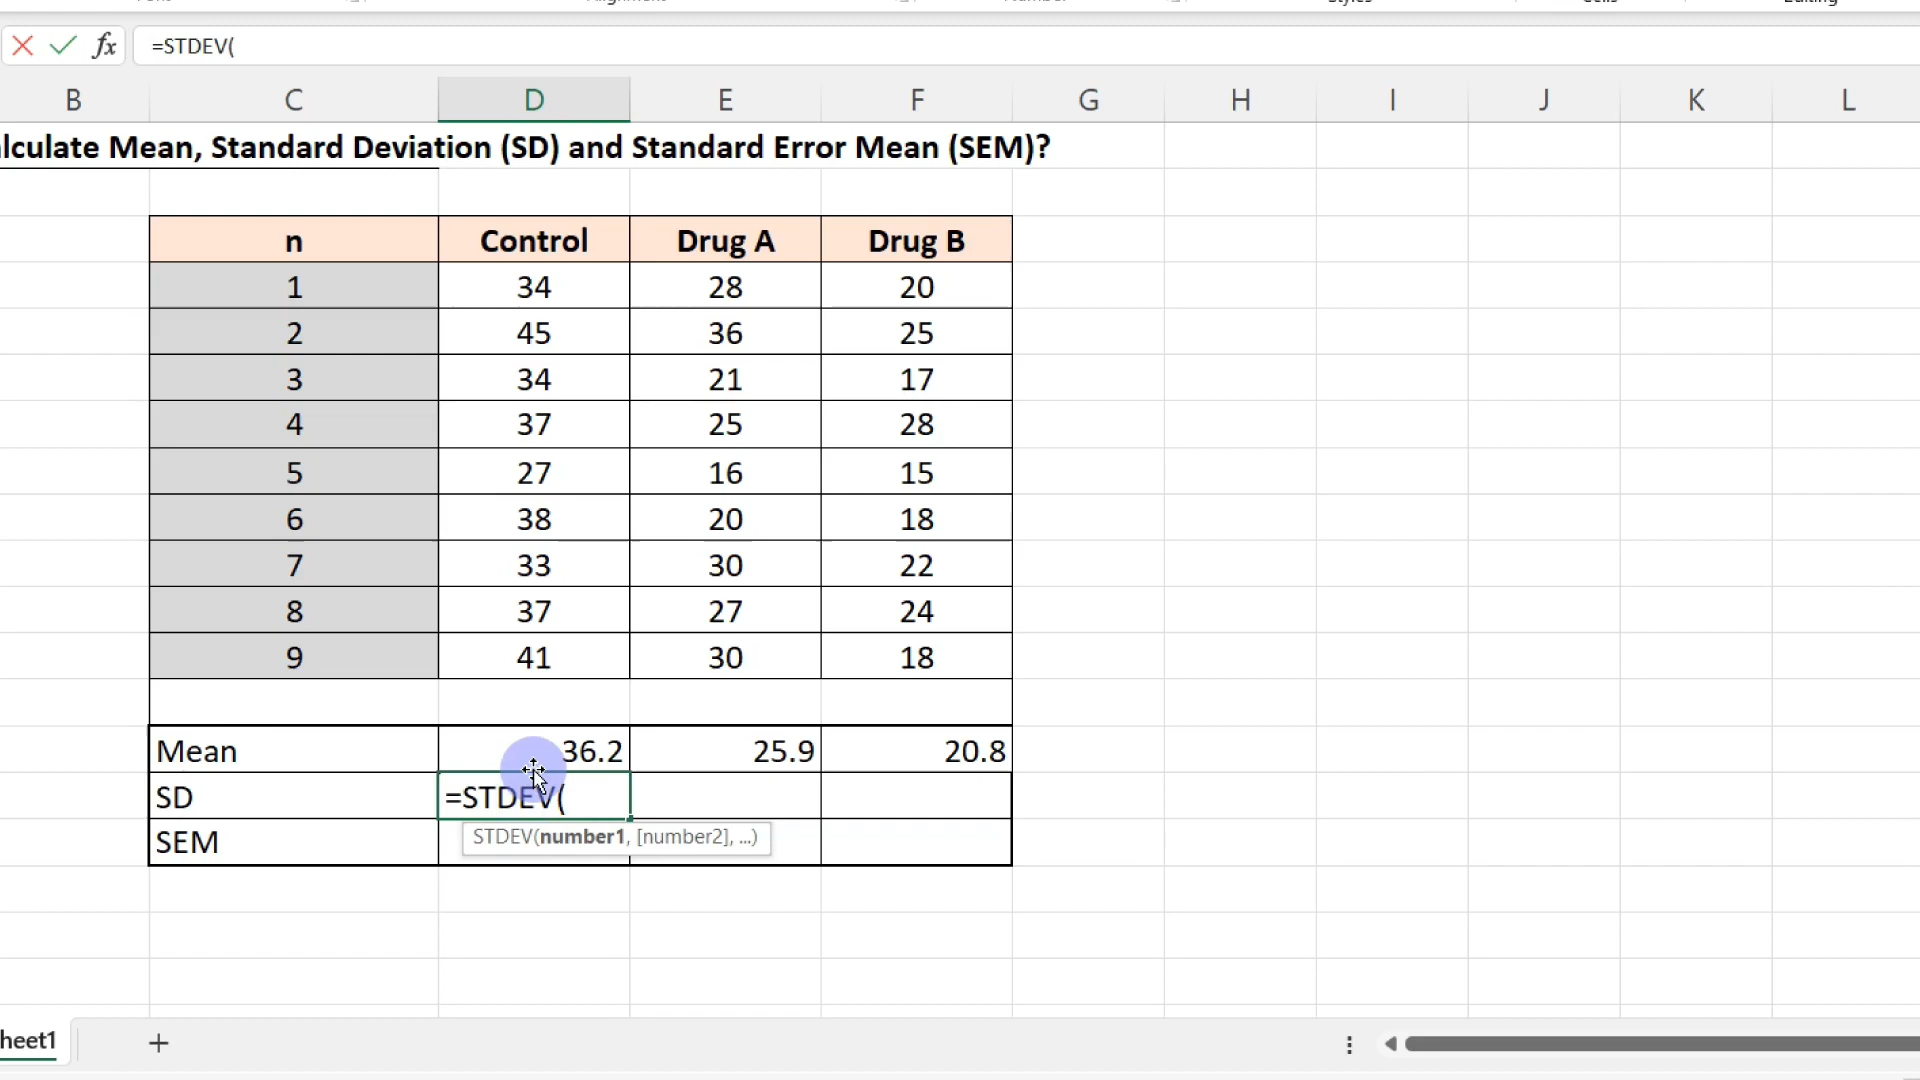 =STDEV(
B C D E F G H I J K L
lculate Mean, Standard Deviation (SD) and Standard Error Mean (SEM)?
n Control Drug A Drug B
1 34 28 20
2 45 36 25
3 34 21 17
4 37 25 28
5 27 16 15
6 38 20 18
7 33 30 22
8 37 27 24
9 41 30 18
Mean 36.2 25.9 20.8
SD =STDEV(
STDEV(number1, [number2], ...)
SEM
heet1